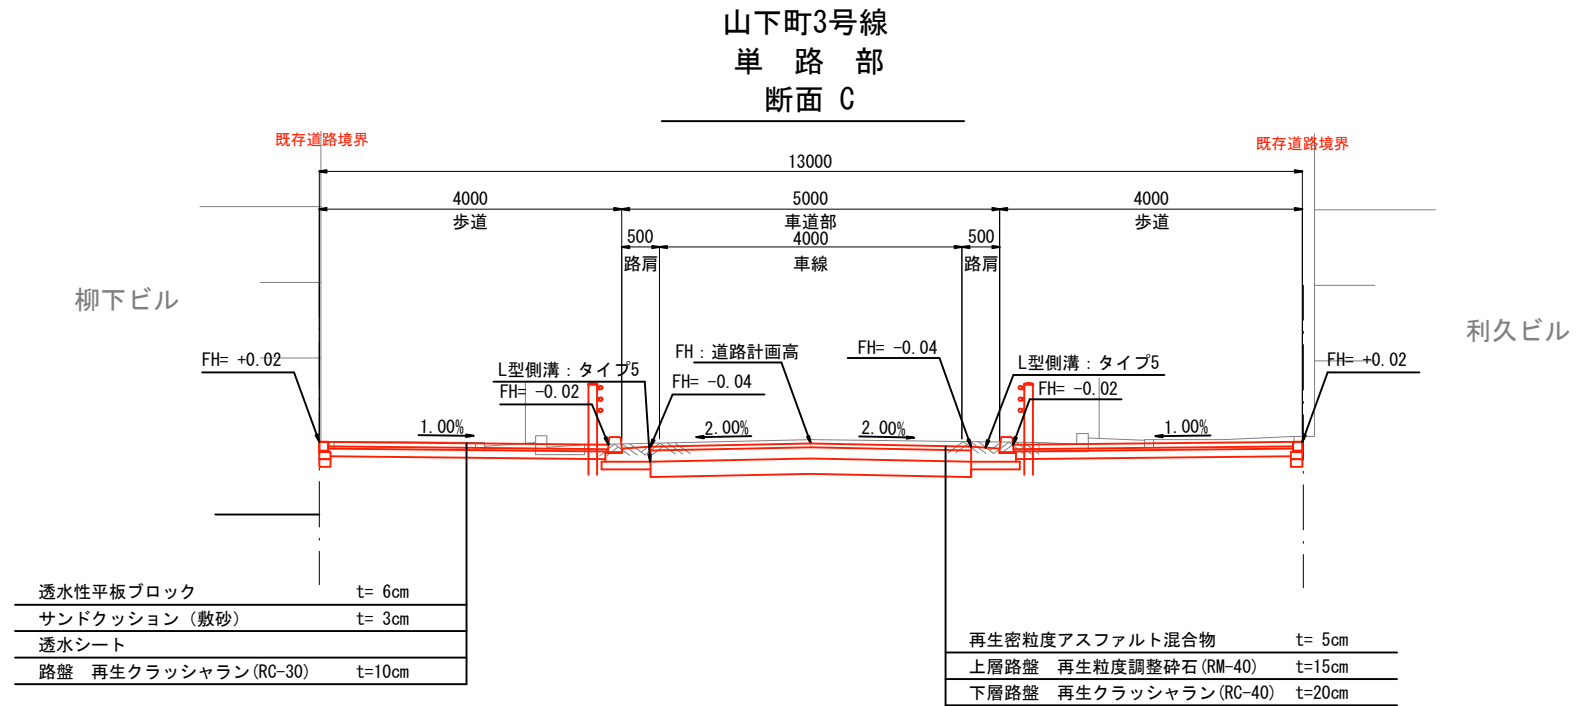 山下町3号線
単　路　部
断面 C
既存道路境界
既存道路境界
13000
4000
5000
4000
歩道
車道部
歩道
500
4000
500
路肩
車線
路肩
柳下ビル
利久ビル
FH= +0.02
L型側溝：タイプ5
FH= -0.02
FH：道路計画高
FH= -0.04
FH= -0.04
L型側溝：タイプ5
FH= -0.02
FH= +0.02
1.00%
2.00%
2.00%
1.00%
透水性平板ブロック t= 6cm
サンドクッション（敷砂） t= 3cm
透水シート
路盤　再生クラッシャラン(RC-30) t=10cm
再生密粒度アスファルト混合物 t= 5cm
上層路盤　再生粒度調整砕石(RM-40) t=15cm
下層路盤　再生クラッシャラン(RC-40) t=20cm